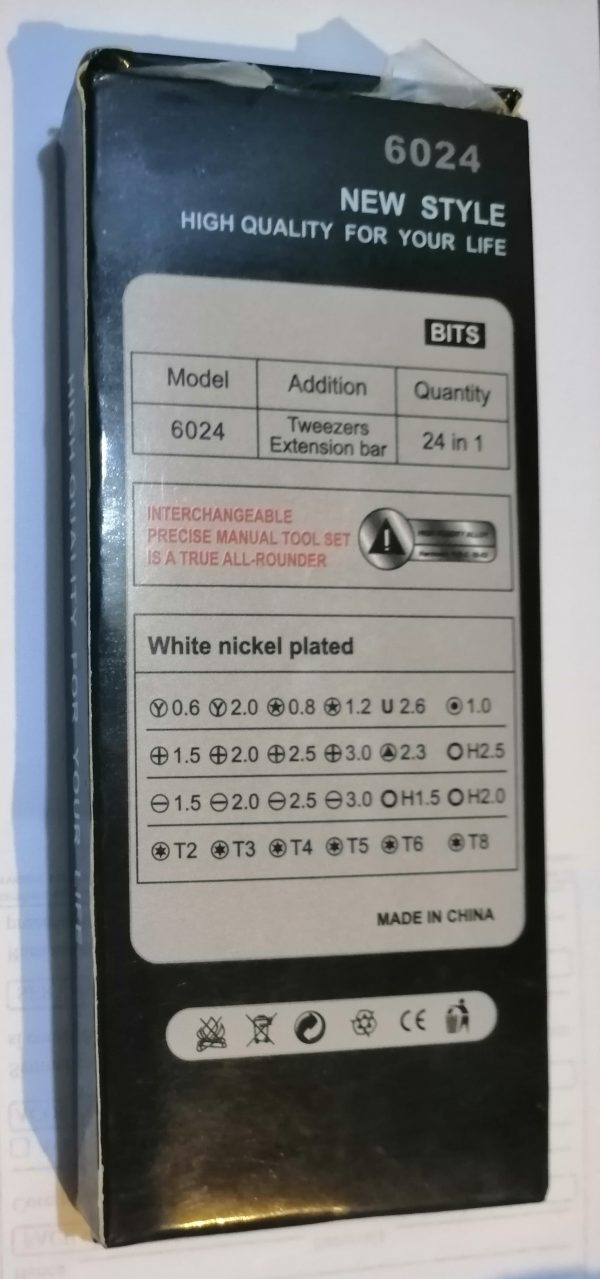 6024
NEW STYLE
HIGH QUALITY FOR YOUR LIFE
BITS
Model Addition Quantity
6024 Tweezers Extension bar 24 in 1
INTERCHANGEABLE
PRECISE MANUAL TOOL SET
IS A TRUE ALL-ROUNDER
White nickel plated
0.6 2.0 0.8 1.2 U 2.6 1.0
1.5 2.0 2.5 3.0 2.3 H2.5
1.5 2.0 2.5 3.0 H1.5 H2.0
T2 T3 T4 T5 T6 T8
MADE IN CHINA
CE
HIGH QUALITY FOR YOUR LIFE